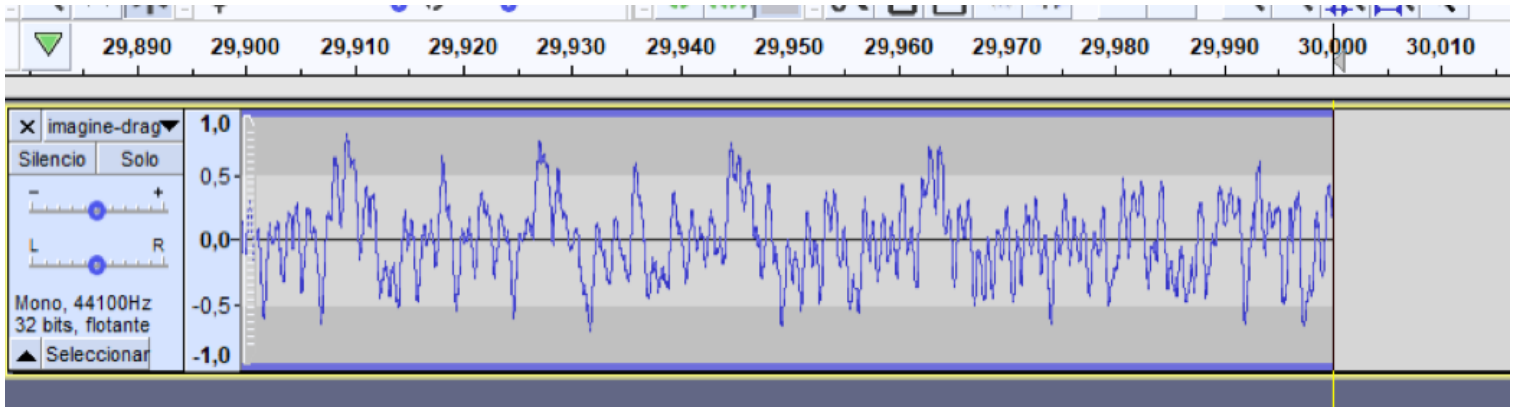 29,890 29,900 29,910 29,920 29,930 29,940 29,950 29,960 29,970 29,980 29,990 30,000 30,010
× imagine-drag
Silencio Solo
- +
L R
Mono, 44100Hz
32 bits, flotante
Seleccionar
1,0
0,5
0,0
-0,5
-1,0